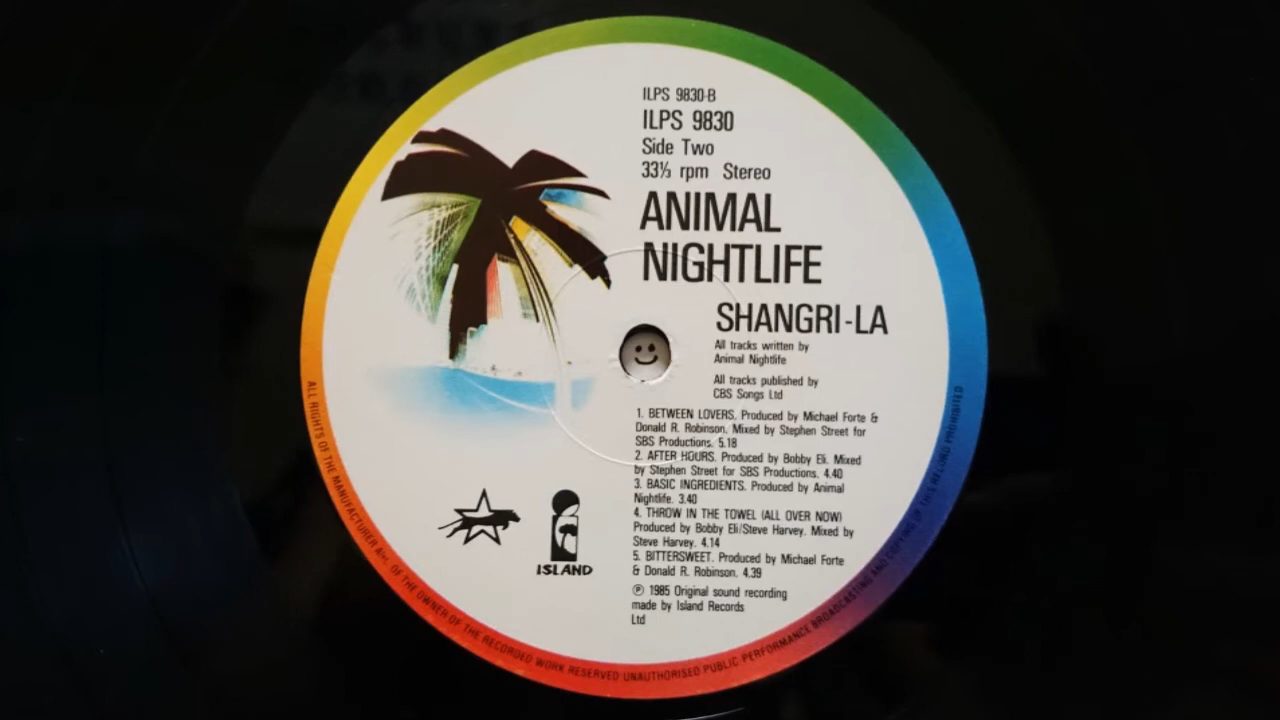 ILPS 9830-B
ILPS 9830
Side Two
33⅓ rpm Stereo
ANIMAL
NIGHTLIFE
SHANGRI-LA
All tracks written by
Animal Nightlife
All tracks published by
CBS Songs Ltd
1. BETWEEN LOVERS. Produced by Michael Forte &
Donald R. Robinson. Mixed by Stephen Street for
SBS Productions. 5.18
2. AFTER HOURS. Produced by Bobby Eli. Mixed
by Stephen Street for SBS Productions. 4.40
3. BASIC INGREDIENTS. Produced by Animal
Nightlife. 3.40
4. THROW IN THE TOWEL (ALL OVER NOW)
Produced by Bobby Eli/Steve Harvey. Mixed by
Steve Harvey. 4.14
5. BITTERSWEET. Produced by Michael Forte
& Donald R. Robinson. 4.39
℗ 1985 Original sound recording
made by Island Records
Ltd
ISLAND
ALL RIGHTS OF THE MANUFACTURER AND OF THE OWNER OF THE RECORDED WORK RESERVED UNAUTHORISED PUBLIC PERFORMANCE BROADCASTING AND COPYING OF THIS RECORD PROHIBITED